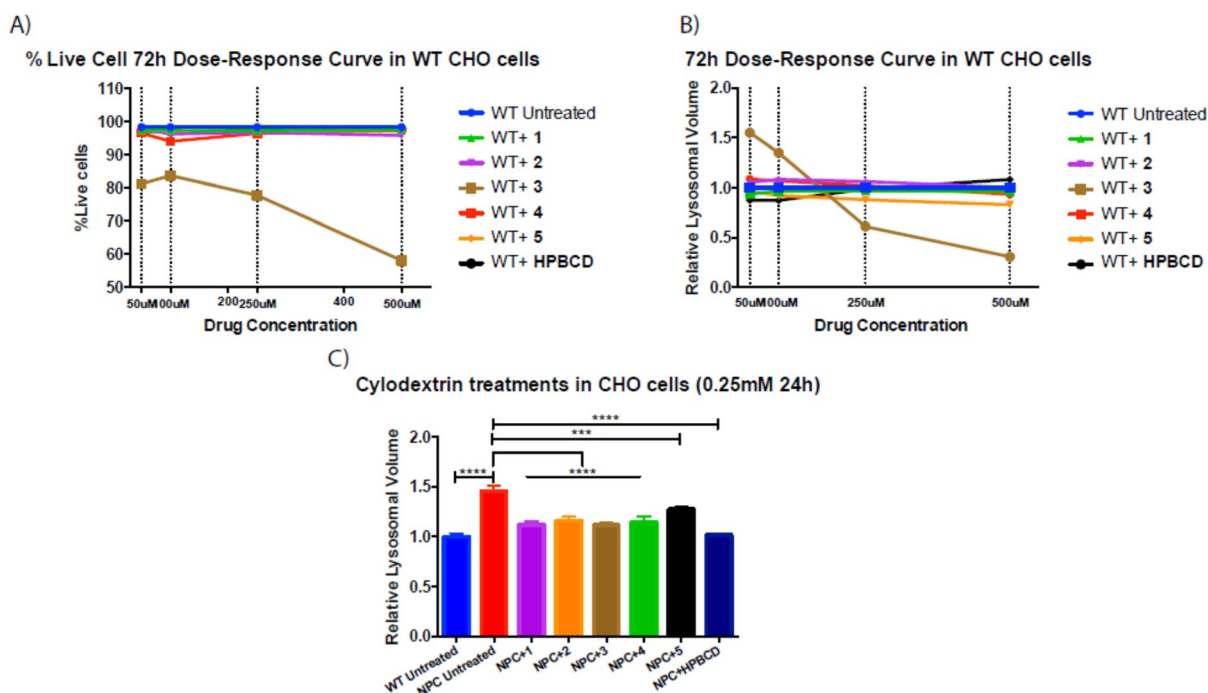 A)
% Live Cell 72h Dose-Response Curve in WT CHO cells
110
100
90
80
70
60
50
%Live cells
50uM
00uM
200
250uM
400
500uM
Drug Concentration
WT Untreated
WT+ 1
WT+ 2
WT+ 3
WT+ 4
WT+ 5
WT+ HPBCD
B)
72h Dose-Response Curve in WT CHO cells
2.0
1.5
1.0
0.5
0.0
Relative Lysosomal Volume
50uM
00uM
250uM
500uM
Drug Concentration
WT Untreated
WT+ 1
WT+ 2
WT+ 3
WT+ 4
WT+ 5
WT+ HPBCD
C)
Cylodextrin treatments in CHO cells (0.25mM 24h)
****
***
****
****
2.0
1.5
1.0
0.5
0.0
Relative Lysosomal Volume
WT Untreated
NPC Untreated
NPC+1
NPC+2
NPC+3
NPC+4
NPC+5
NPC+HPBCD